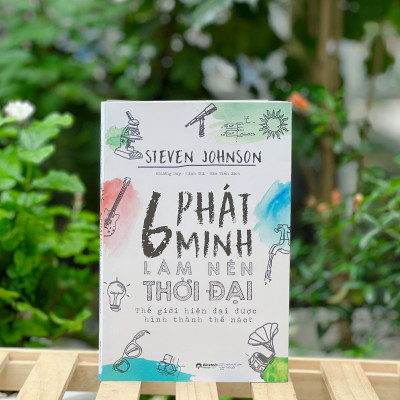 STEVEN JOHNSON
6 PHÁT
MINH
LÀM NÊN
THỜI ĐẠI
Thế giới hiện đại được
hình thành thế nào?